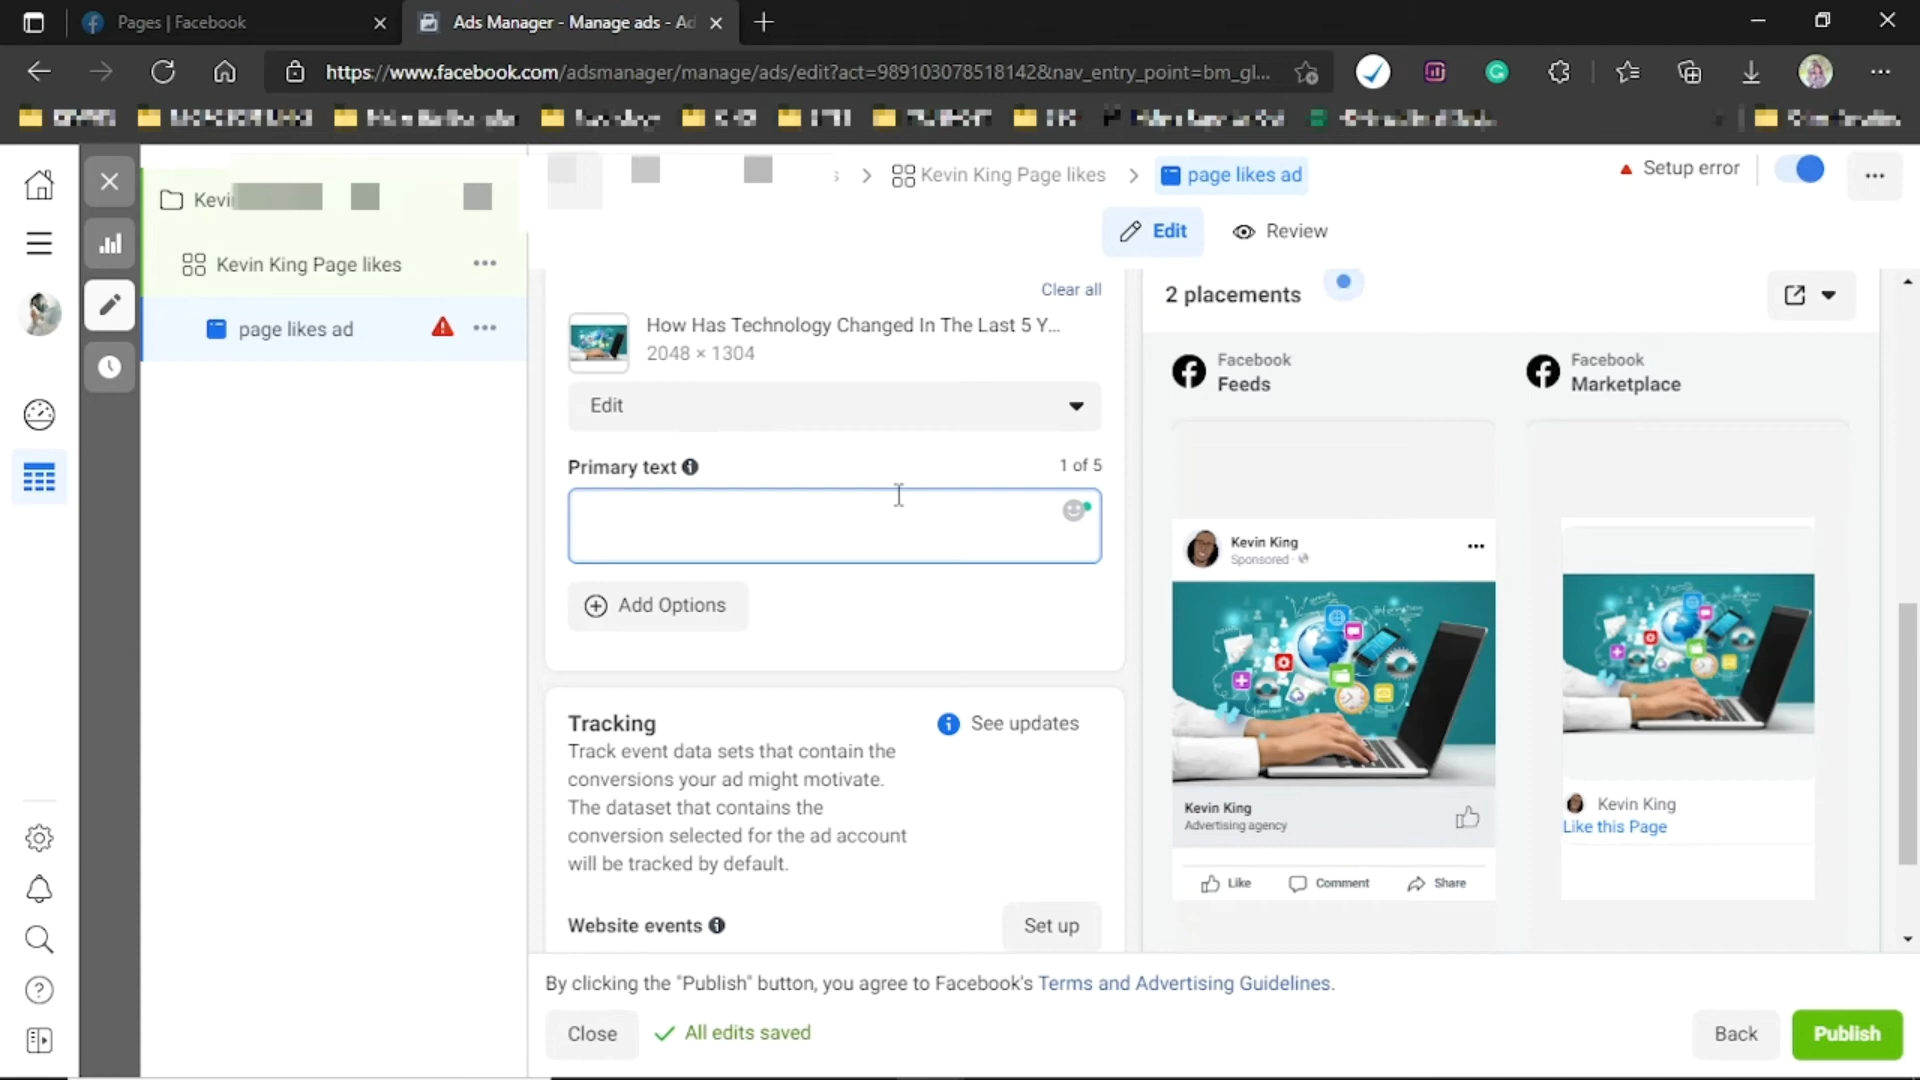 Pages | Facebook
Ads Manager - Manage ads - Ad
https://www.facebook.com/adsmanager/manage/ads/edit?act=989103078518142&nav_entry_point=bm_gl...
Kevi
Kevin King Page likes
page likes ad
Kevin King Page likes
page likes ad
Setup error
Edit
Review
Clear all
How Has Technology Changed In The Last 5 Y...
2048 × 1304
Edit
Primary text
1 of 5
Add Options
Tracking
See updates
Track event data sets that contain the
conversions your ad might motivate.
The dataset that contains the
conversion selected for the ad account
will be tracked by default.
Website events
Set up
2 placements
Facebook
Feeds
Facebook
Marketplace
Kevin King
Sponsored ·
Kevin King
Advertising agency
Like
Comment
Share
Kevin King
Like this Page
By clicking the "Publish" button, you agree to Facebook's Terms and Advertising Guidelines.
Close
All edits saved
Back
Publish